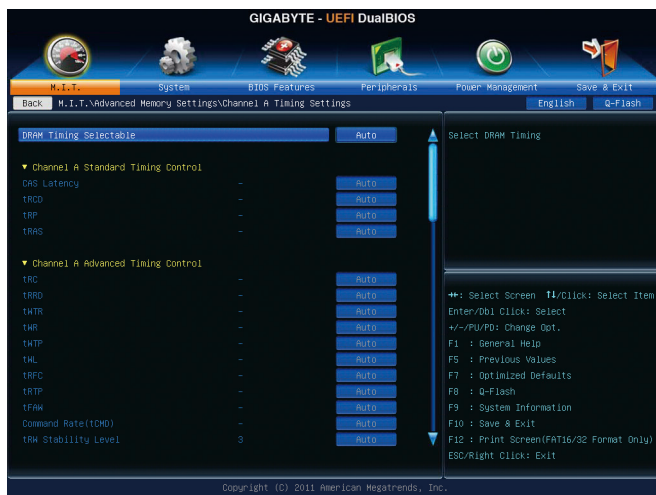 GIGABYTE - UEFI DualBIOS
M.I.T.
System
BIOS Features
Peripherals
Power Management
Save & Exit
Back M.I.T.\Advanced Memory Settings\Channel A Timing Settings
English
Q-Flash
DRAM Timing Selectable Auto
▼ Channel A Standard Timing Control
CAS Latency - Auto
tRCD - Auto
tRP - Auto
tRAS - Auto
▼ Channel A Advanced Timing Control
tRC - Auto
tRRD - Auto
tWTR - Auto
tWR - Auto
tWTP - Auto
tWL - Auto
tRFC - Auto
tRTP - Auto
tFAW - Auto
Command Rate(tCMD) - Auto
tRW Stability Level 3 Auto
Select DRAM Timing
→←: Select Screen ↑↓/Click: Select Item
Enter/Dbl Click: Select
+/-/PU/PD: Change Opt.
F1 : General Help
F5 : Previous Values
F7 : Optimized Defaults
F8 : Q-Flash
F9 : System Information
F10 : Save & Exit
F12 : Print Screen(FAT16/32 Format Only)
ESC/Right Click: Exit
Copyright (C) 2011 American Megatrends, Inc.